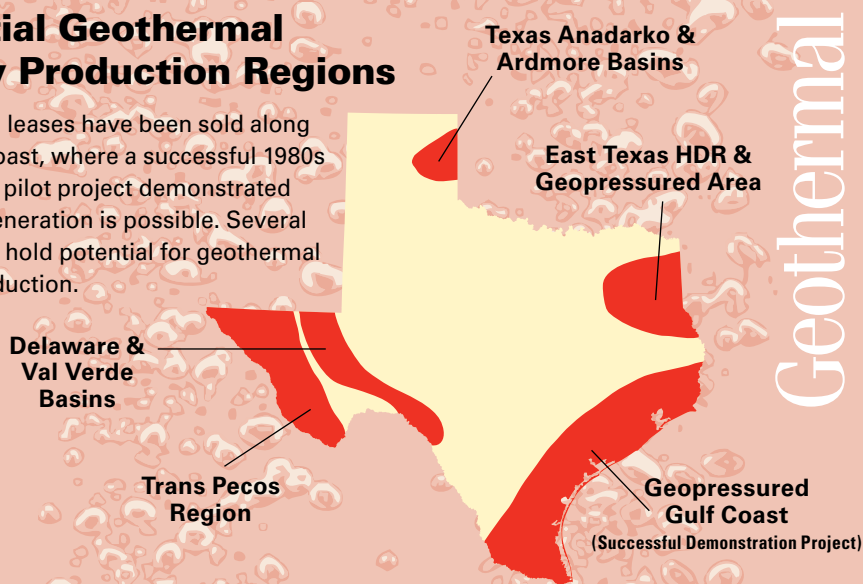 tial Geothermal
y Production Regions
leases have been sold along
oast, where a successful 1980s
pilot project demonstrated
eneration is possible. Several
hold potential for geothermal
duction.
Texas Anadarko &
Ardmore Basins
East Texas HDR &
Geopressured Area
Geothermal
Delaware &
Val Verde
Basins
Trans Pecos
Region
Geopressured
Gulf Coast
(Successful Demonstration Project)